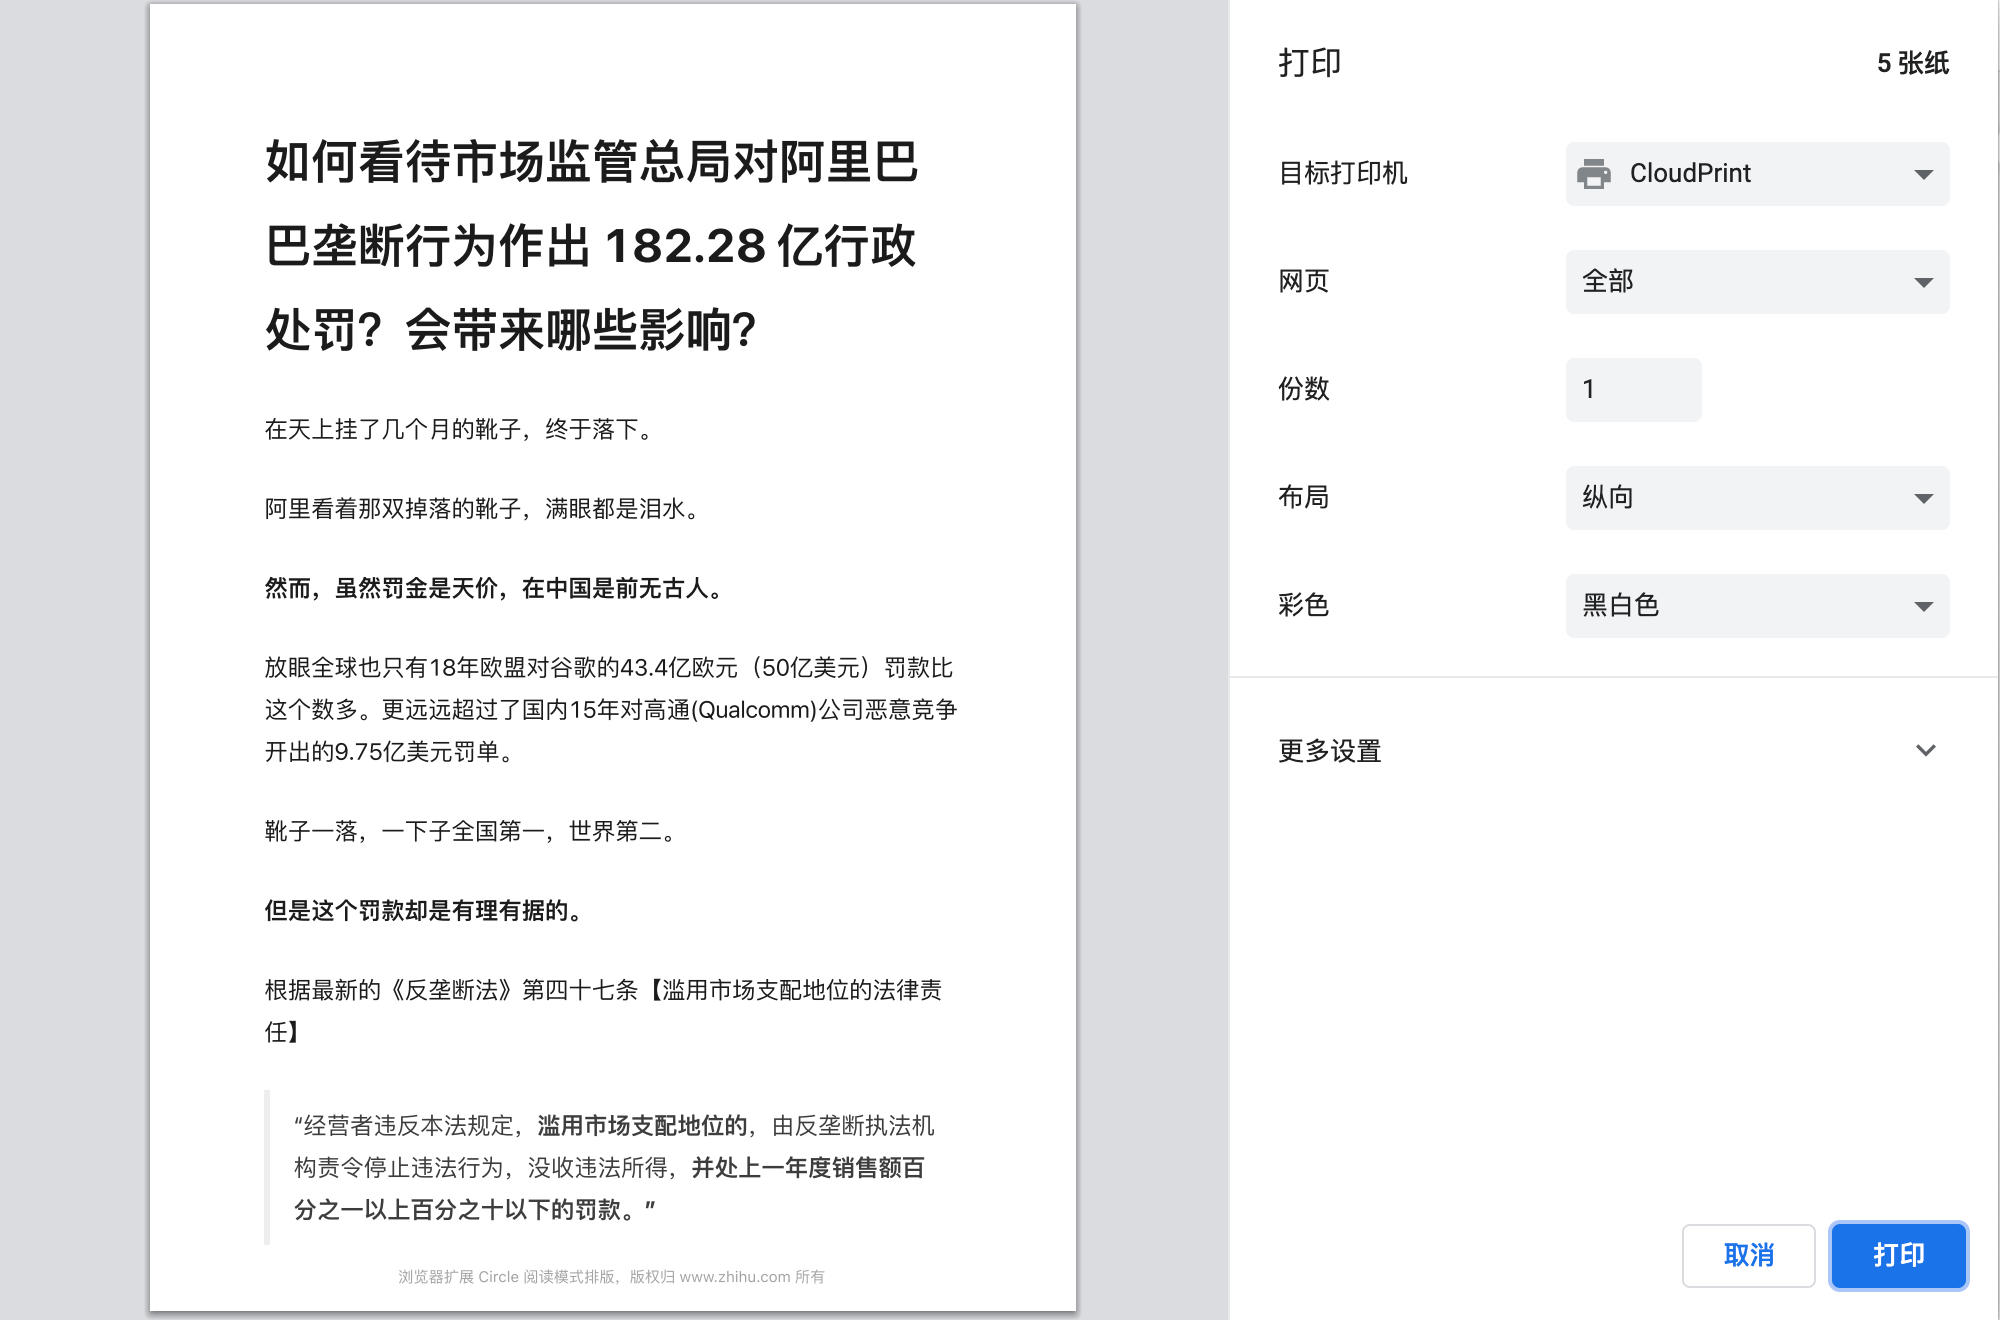 如何看待市场监管总局对阿里巴
巴垄断行为作出 182.28 亿行政
处罚？会带来哪些影响？
在天上挂了几个月的靴子，终于落下。
阿里看着那双掉落的靴子，满眼都是泪水。
然而，虽然罚金是天价，在中国是前无古人。
放眼全球也只有18年欧盟对谷歌的43.4亿欧元（50亿美元）罚款比
这个数多。更远远超过了国内15年对高通(Qualcomm)公司恶意竞争
开出的9.75亿美元罚单。
靴子一落，一下子全国第一，世界第二。
但是这个罚款却是有理有据的。
根据最新的《反垄断法》第四十七条【滥用市场支配地位的法律责
任】
“经营者违反本法规定，滥用市场支配地位的，由反垄断执法机
构责令停止违法行为，没收违法所得，并处上一年度销售额百
分之一以上百分之十以下的罚款。”
浏览器扩展 Circle 阅读模式排版，版权归 www.zhihu.com 所有
打印
5 张纸
目标打印机
CloudPrint
网页
全部
份数
1
布局
纵向
彩色
黑白色
更多设置
取消
打印